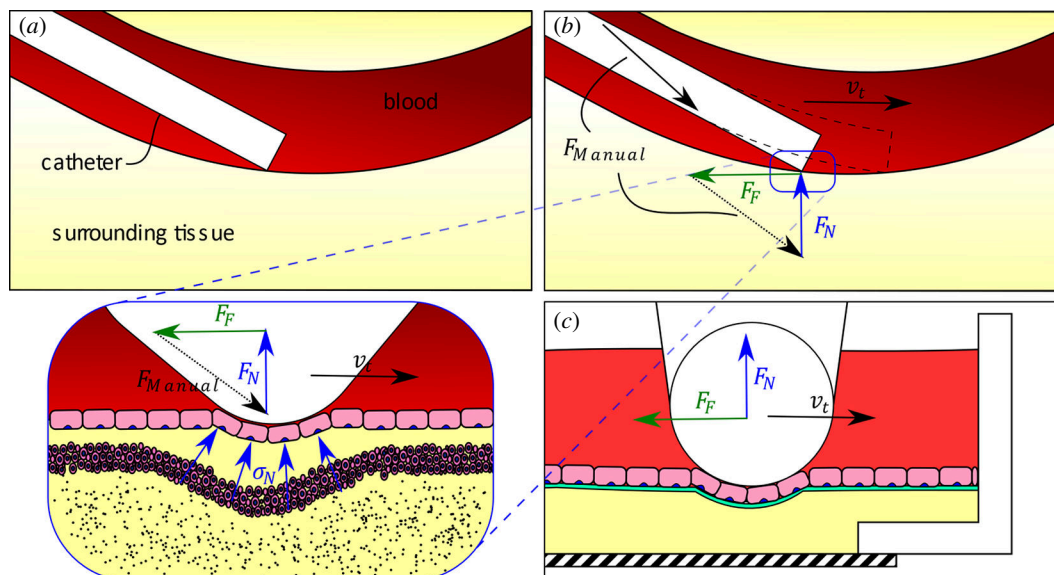 (a)
blood
catheter
surrounding tissue
(b)
v_t
F_Manual
F_F
F_N
F_F
F_N
v_t
F_Manual
σ_N
(c)
F_N
F_F
v_t